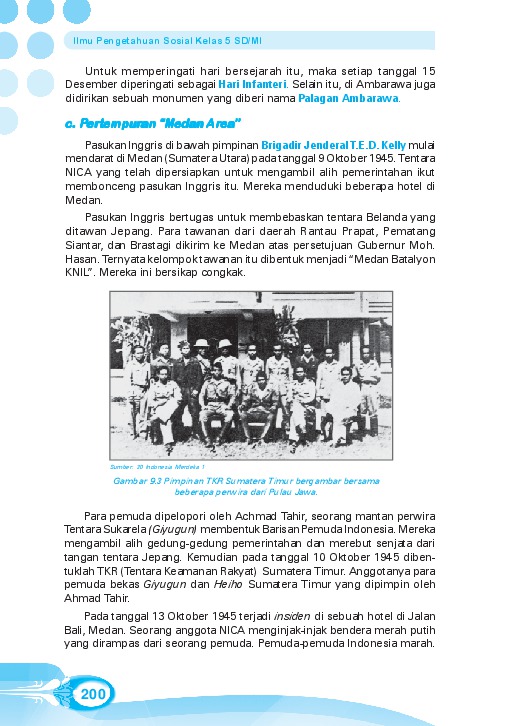 Ilmu Pengetahuan Sosial Kelas 5 SD/MI
Untuk memperingati hari bersejarah itu, maka setiap tanggal 15
Desember diperingati sebagai Hari Infanteri. Selain itu, di Ambarawa juga
didirikan sebuah monumen yang diberi nama Palagan Ambarawa.
c. Pertempuran “Medan Area”
Pasukan Inggris di bawah pimpinan Brigadir Jenderal T.E.D. Kelly mulai
mendarat di Medan (Sumatera Utara) pada tanggal 9 Oktober 1945. Tentara
NICA yang telah dipersiapkan untuk mengambil alih pemerintahan ikut
membonceng pasukan Inggris itu. Mereka menduduki beberapa hotel di
Medan.
Pasukan Inggris bertugas untuk membebaskan tentara Belanda yang
ditawan Jepang. Para tawanan dari daerah Rantau Prapat, Pematang
Siantar, dan Brastagi dikirim ke Medan atas persetujuan Gubernur Moh.
Hasan. Ternyata kelompok tawanan itu dibentuk menjadi “Medan Batalyon
KNIL”. Mereka ini bersikap congkak.
Sumber: 30 Indonesia Merdeka 1
Gambar 9.3 Pimpinan TKR Sumatera Timur bergambar bersama
beberapa perwira dari Pulau Jawa.
Para pemuda dipelopori oleh Achmad Tahir, seorang mantan perwira
Tentara Sukarela (Giyugun) membentuk Barisan Pemuda Indonesia. Mereka
mengambil alih gedung-gedung pemerintahan dan merebut senjata dari
tangan tentara Jepang. Kemudian pada tanggal 10 Oktober 1945 diben-
tuklah TKR (Tentara Keamanan Rakyat) Sumatera Timur. Anggotanya para
pemuda bekas Giyugun dan Heiho Sumatera Timur yang dipimpin oleh
Ahmad Tahir.
Pada tanggal 13 Oktober 1945 terjadi insiden di sebuah hotel di Jalan
Bali, Medan. Seorang anggota NICA menginjak-injak bendera merah putih
yang dirampas dari seorang pemuda. Pemuda-pemuda Indonesia marah.
200